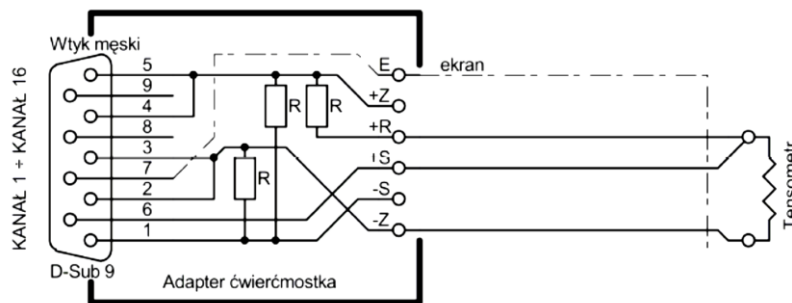 Wtyk męski
KANAŁ 1 ÷ KANAŁ 16
5
9
4
8
3
7
2
6
1
D-Sub 9
R
R
R
E
+Z
+R
+S
-S
-Z
ekran
Tensometr
Adapter ćwierćmostka